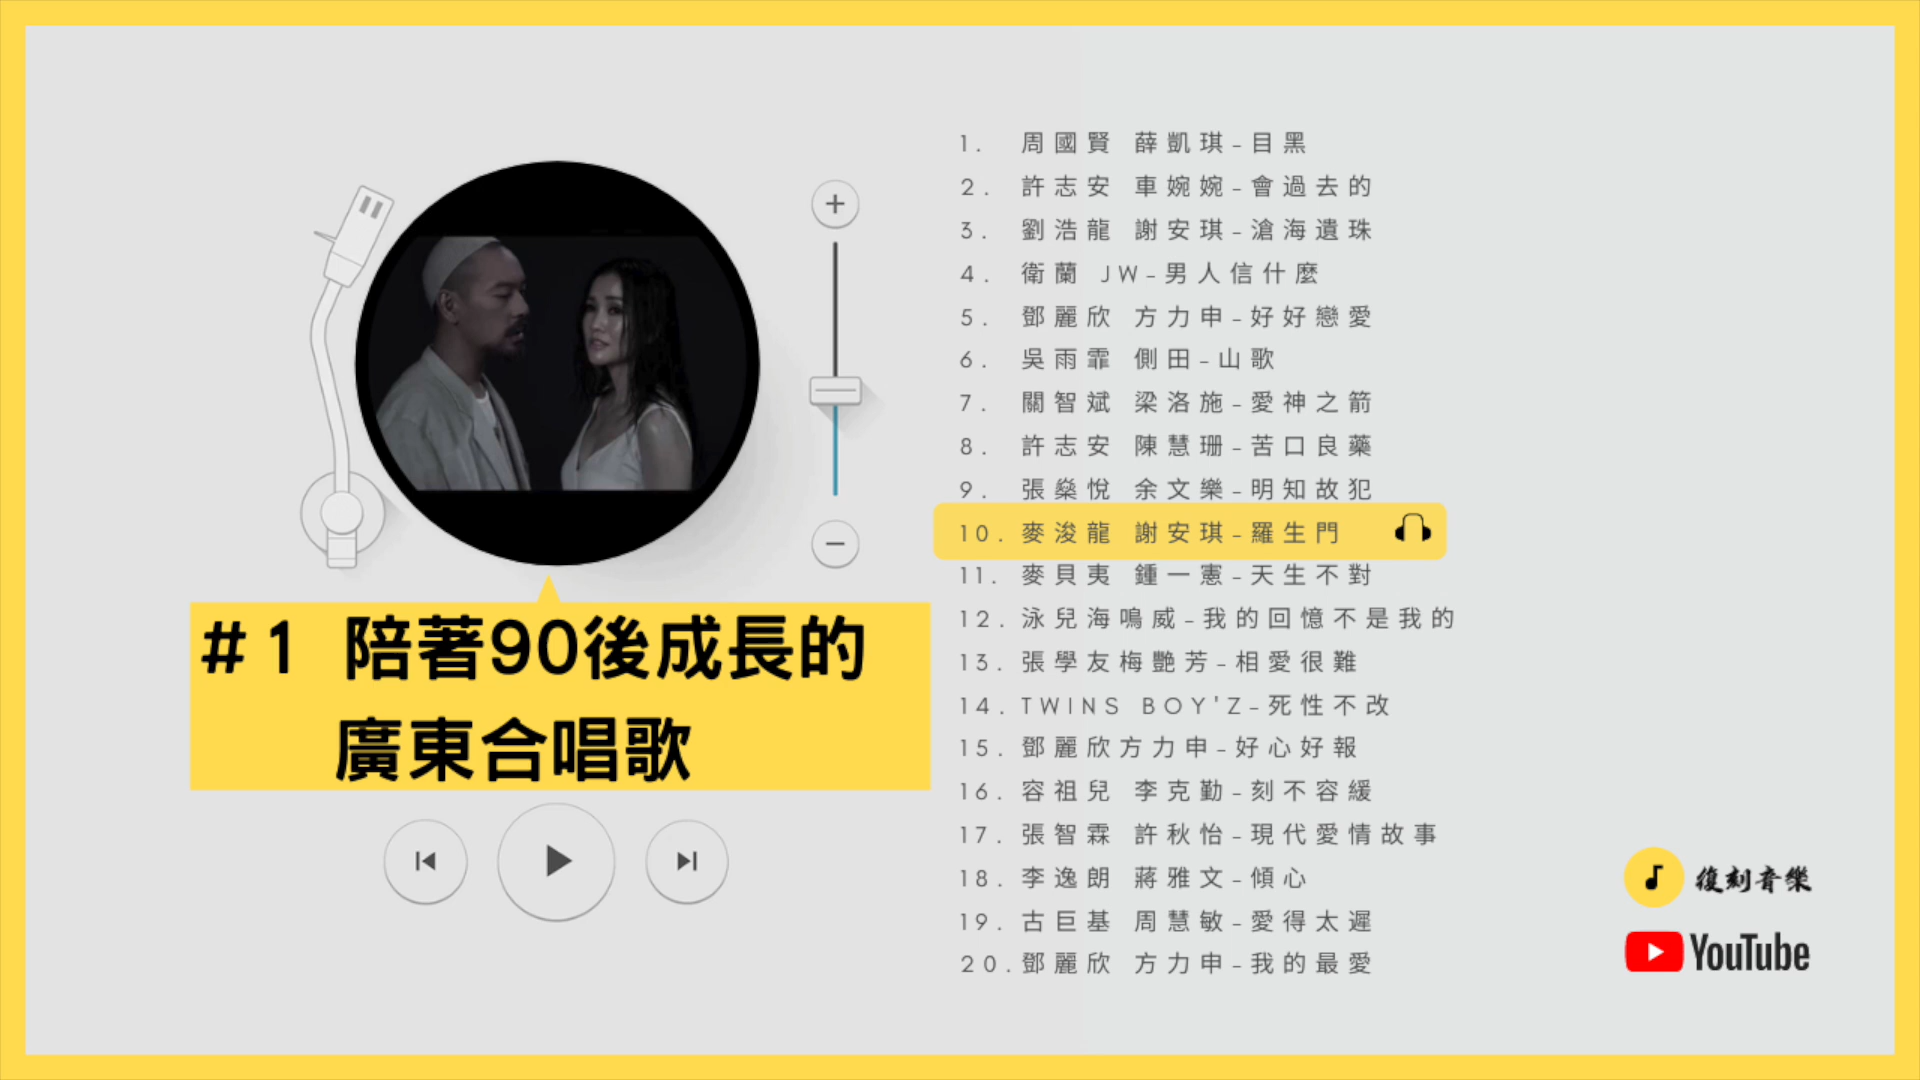 #1 陪著90後成長的
廣東合唱歌
1. 周國賢 薛凱琪-目黑
2. 許志安 車婉婉-會過去的
3. 劉浩龍 謝安琪-滄海遺珠
4. 衛蘭 JW-男人信什麼
5. 鄧麗欣 方力申-好好戀愛
6. 吳雨霏 側田-山歌
7. 關智斌 梁洛施-愛神之箭
8. 許志安 陳慧珊-苦口良藥
9. 張燊悅 余文樂-明知故犯
10. 麥浚龍 謝安琪-羅生門
11. 麥貝夷 鍾一憲-天生不對
12. 泳兒海鳴威-我的回憶不是我的
13. 張學友梅艷芳-相愛很難
14. TWINS BOY'Z-死性不改
15. 鄧麗欣方力申-好心好報
16. 容祖兒 李克勤-刻不容緩
17. 張智霖 許秋怡-現代愛情故事
18. 李逸朗 蔣雅文-傾心
19. 古巨基 周慧敏-愛得太遲
20. 鄧麗欣 方力申-我的最愛
復刻音樂
YouTube